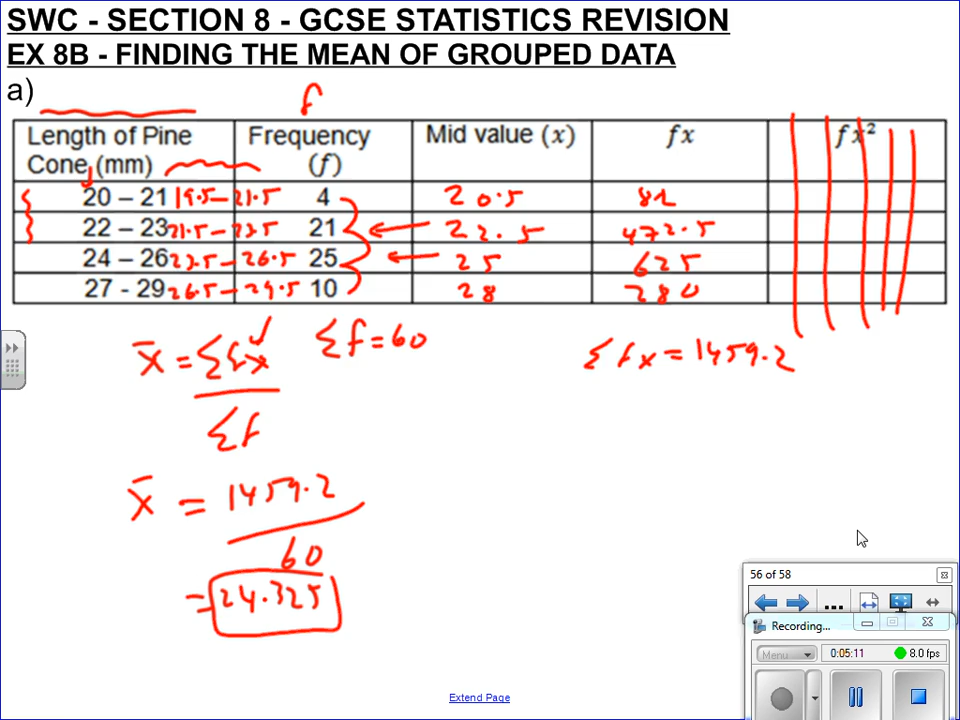 SWC - SECTION 8 - GCSE STATISTICS REVISION
EX 8B - FINDING THE MEAN OF GROUPED DATA
a)
f
Length of Pine Cone (mm) Frequency (f) Mid value (x) fx fx²
20 – 21 19.5 – 21.5 4 20.5 82
22 – 23 21.5 – 23.5 21 22.5 472.5
24 – 26 23.5 – 26.5 25 25 625
27 - 29 26.5 – 29.5 10 28 280
x̄ = Σfx / Σf
Σf = 60
Σfx = 1459.2
x̄ = 1459.2 / 60
= 24.325
56 of 58
...
Recording...
Menu 0:05:11 8.0 fps
Extend Page